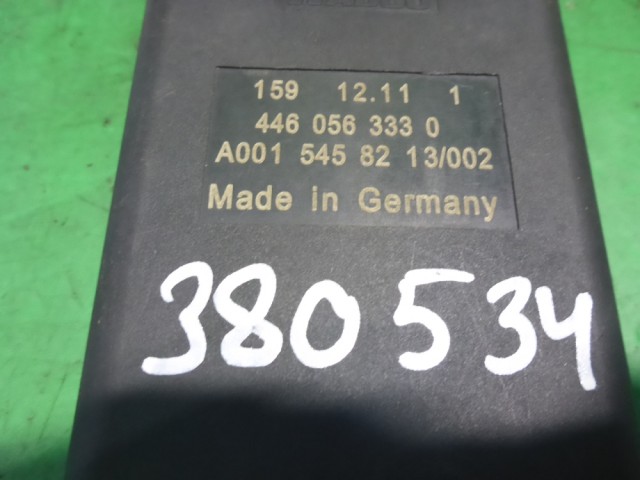 159 12.11 1
446 056 333 0
A001 545 82 13/002
Made in Germany
380534